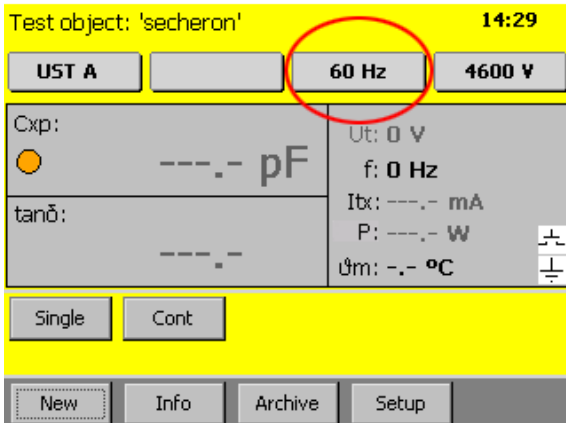 Test object: 'secheron' 14:29
UST A 60 Hz 4600 V
Cxp:
---.- pF
tanδ:
---.-
Ut: 0 V
f: 0 Hz
Itx: ---.- mA
P: ---.- W
ϑm: -.- ºC
Single Cont
New Info Archive Setup